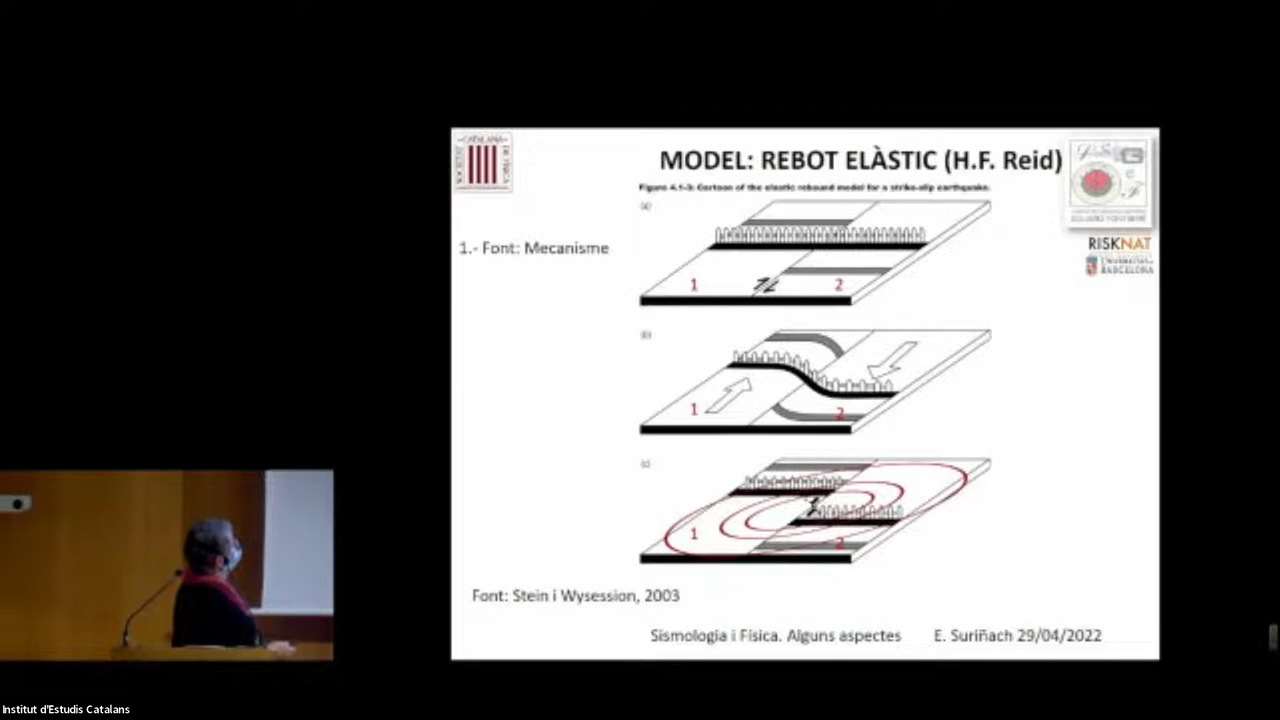 MODEL: REBOT ELÀSTIC (H.F. Reid)
Figure 4.1-3: Cartoon of the elastic rebound model for a strike-slip earthquake.
(a)
1.- Font: Mecanisme
RISKNAT
UNIVERSITAT DE
BARCELONA
1
2
(b)
1
2
(c)
1
2
Font: Stein i Wysession, 2003
Sismologia i Física. Alguns aspectes
E. Suriñach 29/04/2022
Institut d'Estudis Catalans